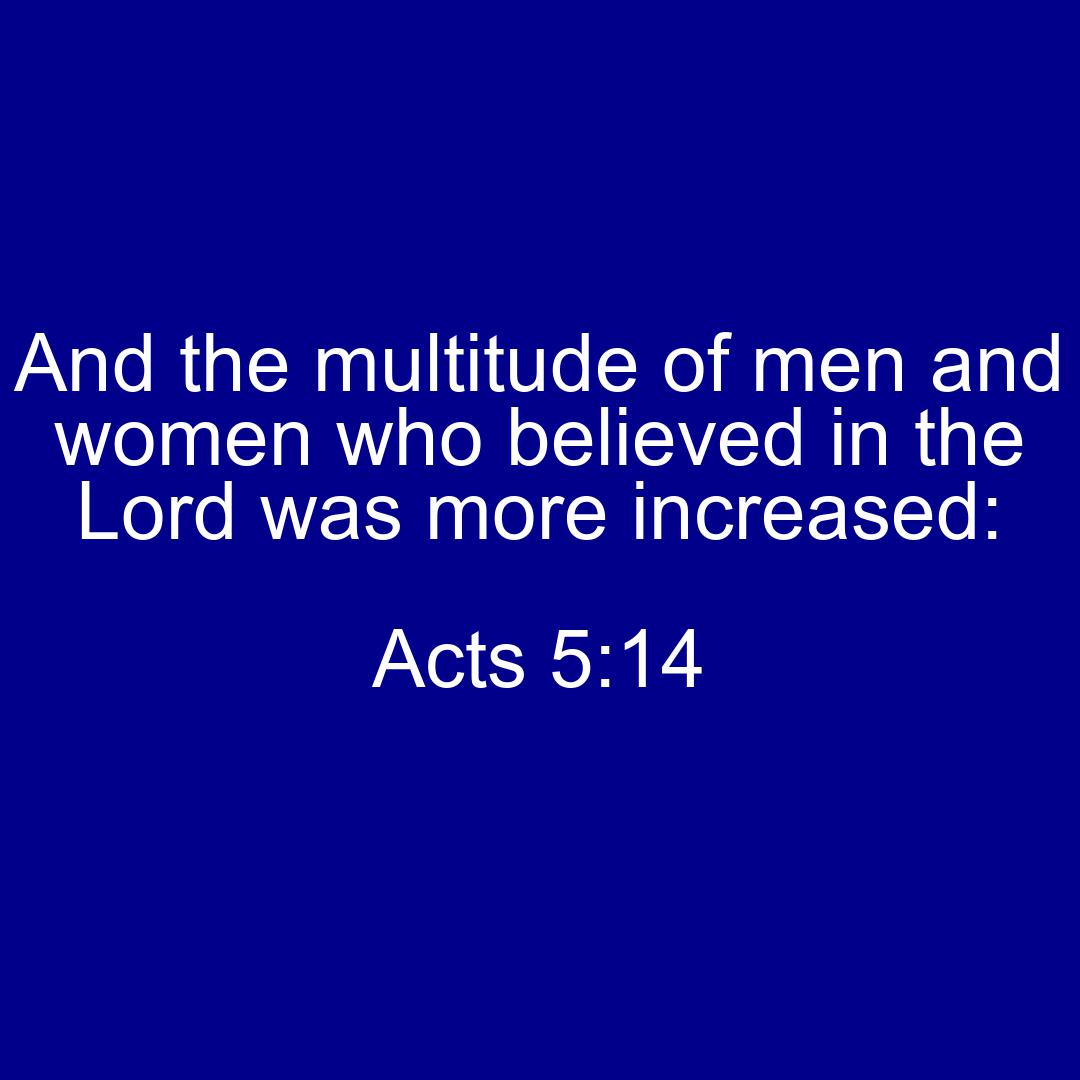 And the multitude of men and
women who believed in the
Lord was more increased:
Acts 5:14